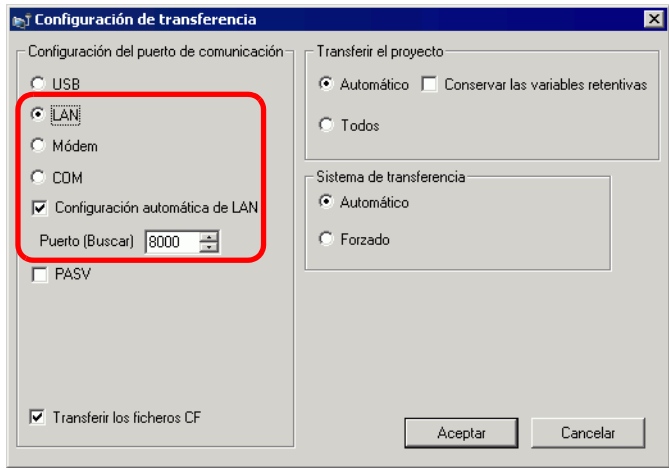 Configuración de transferencia
Configuración del puerto de comunicación
USB
LAN
Módem
COM
Configuración automática de LAN
Puerto (Buscar) 8000
PASV
Transferir los ficheros CF
Transferir el proyecto
Automático Conservar las variables retentivas
Todos
Sistema de transferencia
Automático
Forzado
Aceptar Cancelar